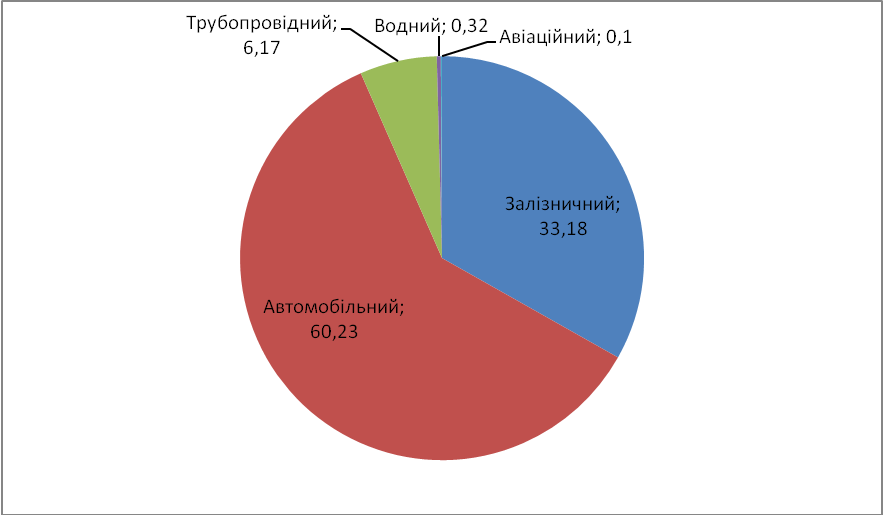 Трубопровідний;
6,17
Водний; 0,32
Авіаційний; 0,1
Залізничний;
33,18
Автомобільний;
60,23